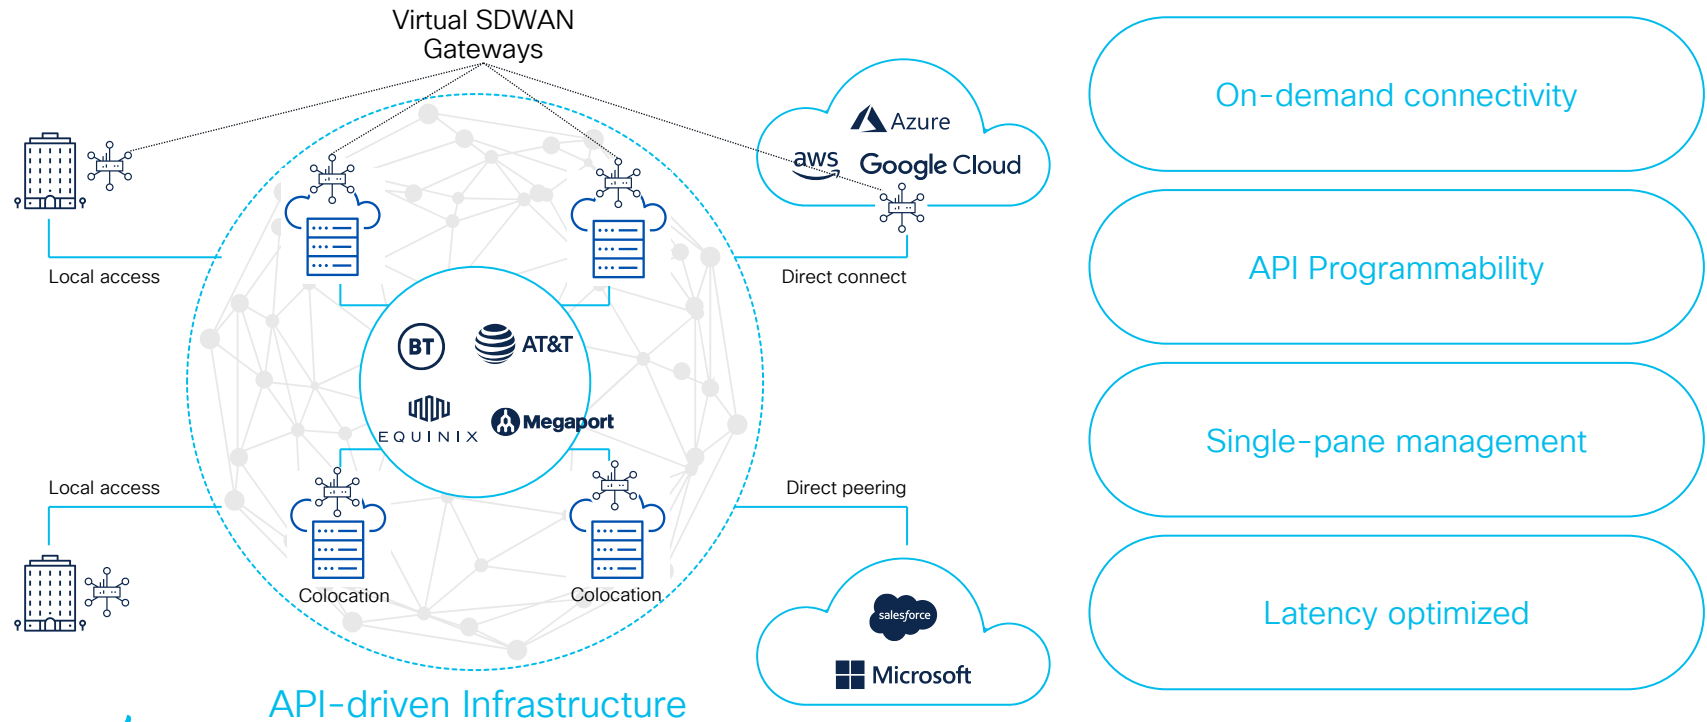 Virtual SDWAN
Gateways
Azure
aws
Google Cloud
Local access
Direct connect
BT
AT&T
EQUINIX
Megaport
Local access
Direct peering
Colocation
Colocation
salesforce
Microsoft
API-driven Infrastructure
On-demand connectivity
API Programmability
Single-pane management
Latency optimized